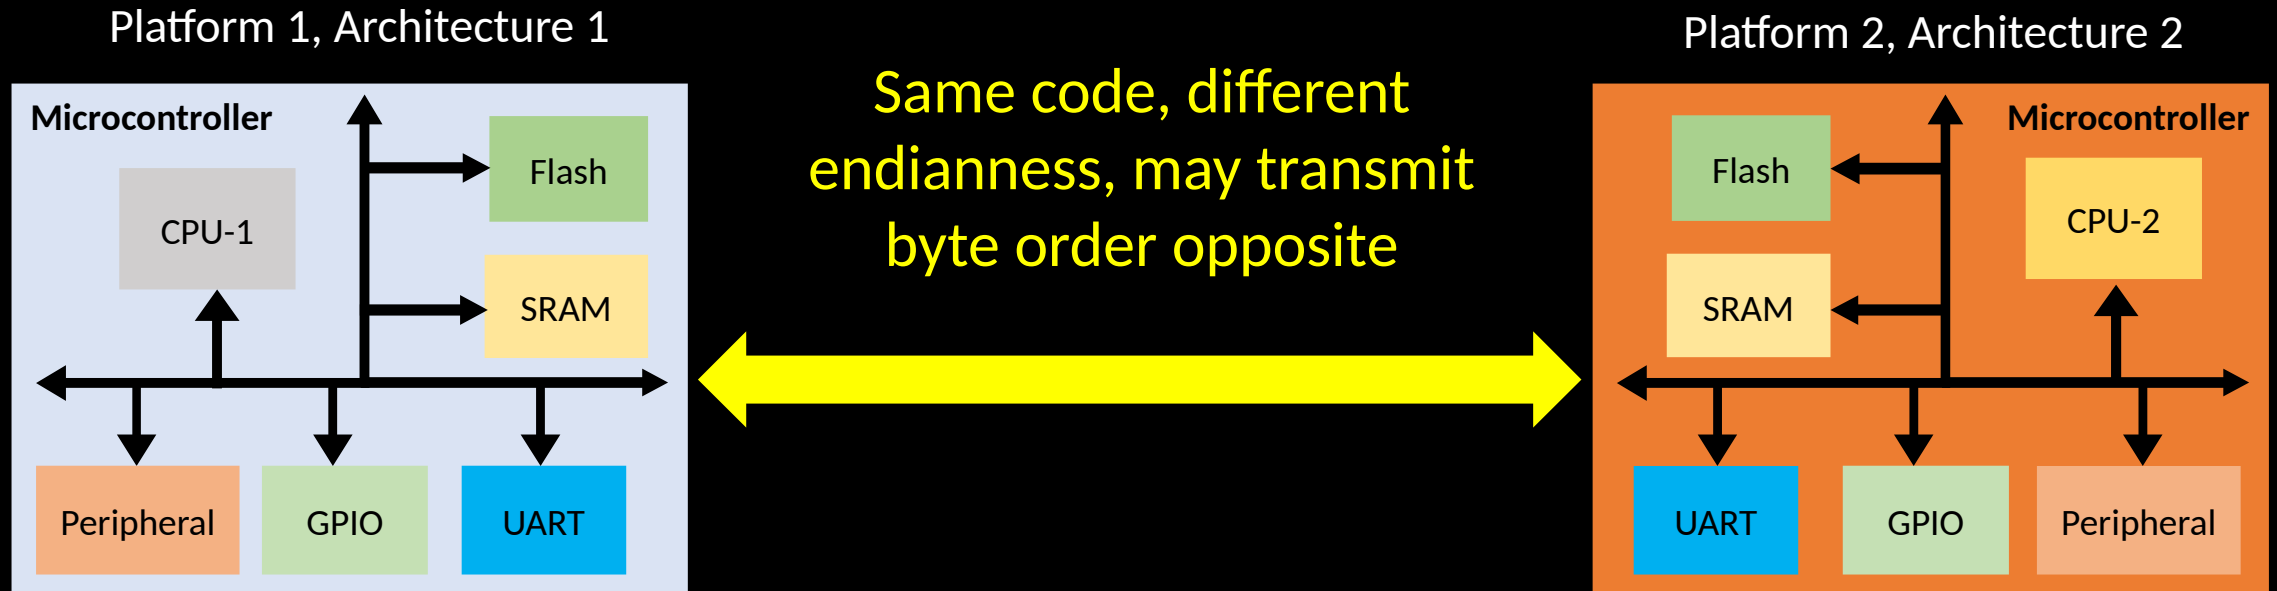 Platform 1, Architecture 1
Microcontroller
Flash
CPU-1
SRAM
Peripheral
GPIO
UART
Same code, different
endianness, may transmit
byte order opposite
Platform 2, Architecture 2
Microcontroller
Flash
CPU-2
SRAM
UART
GPIO
Peripheral